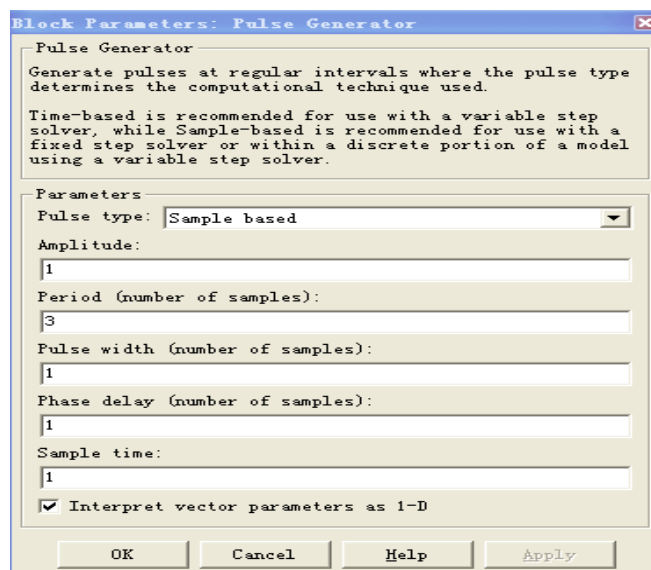 Block Parameters: Pulse Generator
Pulse Generator
Generate pulses at regular intervals where the pulse type
determines the computational technique used.
Time-based is recommended for use with a variable step
solver, while Sample-based is recommended for use with a
fixed step solver or within a discrete portion of a model
using a variable step solver.
Parameters
Pulse type: Sample based
Amplitude:
1
Period (number of samples):
3
Pulse width (number of samples):
1
Phase delay (number of samples):
1
Sample time:
1
Interpret vector parameters as 1-D
OK Cancel Help Apply